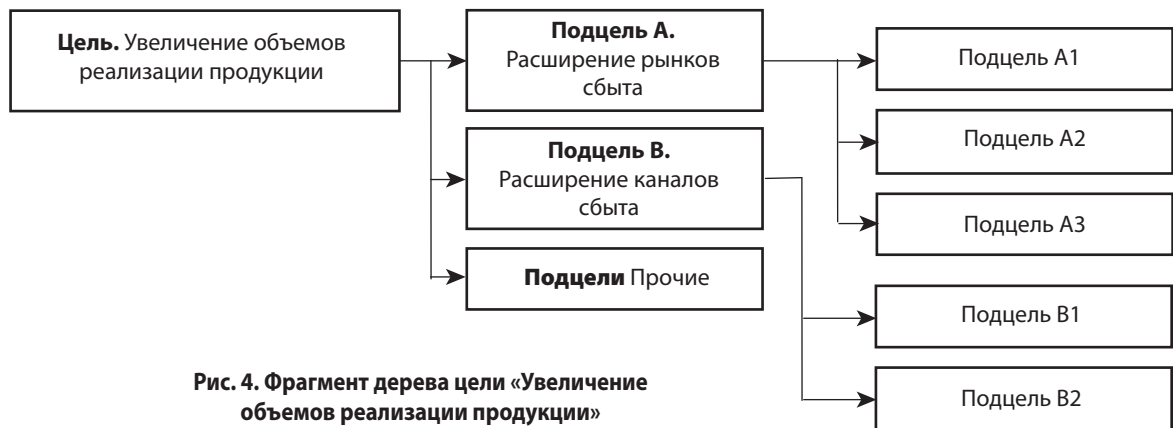 Цель. Увеличение объемов
реализации продукции
Подцель А.
Расширение рынков
сбыта
Подцель В.
Расширение каналов
сбыта
Подцели Прочие
Подцель А1
Подцель А2
Подцель А3
Подцель В1
Подцель В2
Рис. 4. Фрагмент дерева цели «Увеличение
объемов реализации продукции»